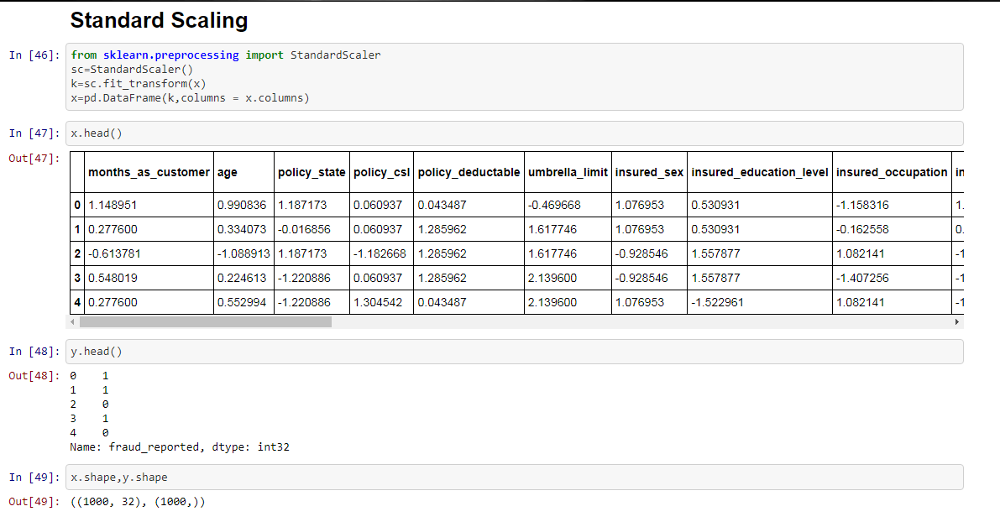 Standard Scaling
In [46]: from sklearn.preprocessing import StandardScaler
sc=StandardScaler()
k=sc.fit_transform(x)
x=pd.DataFrame(k,columns = x.columns)
In [47]: x.head()
Out[47]:
months_as_customer age policy_state policy_csl policy_deductable umbrella_limit insured_sex insured_education_level insured_occupation in
0 1.148951 0.990836 1.187173 0.060937 0.043487 -0.469668 1.076953 0.530931 -1.158316 1.
1 0.277600 0.334073 -0.016856 0.060937 1.285962 1.617746 1.076953 0.530931 -0.162558 0.
2 -0.613781 -1.088913 1.187173 -1.182668 1.285962 1.617746 -0.928546 1.557877 1.082141 -1
3 0.548019 0.224613 -1.220886 0.060937 1.285962 2.139600 -0.928546 1.557877 -1.407256 -1
4 0.277600 0.552994 -1.220886 1.304542 0.043487 2.139600 1.076953 -1.522961 1.082141 -1
In [48]: y.head()
Out[48]: 0 1
1 1
2 0
3 1
4 0
Name: fraud_reported, dtype: int32
In [49]: x.shape,y.shape
Out[49]: ((1000, 32), (1000,))